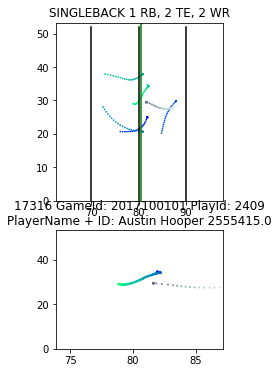 SINGLEBACK 1 RB, 2 TE, 2 WR
50
40
30
20
10
0
70 80 90
17316 GameId: 2017100101 PlayId: 2409
PlayerName + ID: Austin Hooper 2555415.0
40
20
0
75 80 85